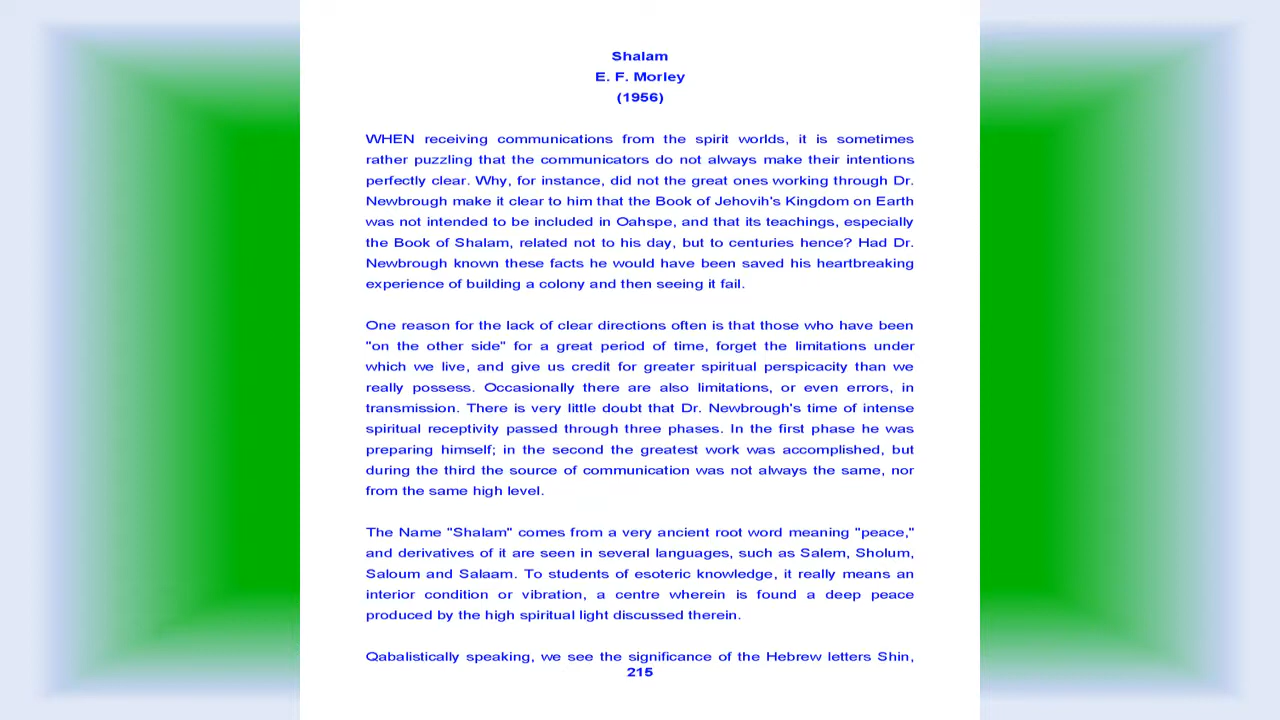 Shalam
E. F. Morley
(1956)
WHEN receiving communications from the spirit worlds, it is sometimes
rather puzzling that the communicators do not always make their intentions
perfectly clear. Why, for instance, did not the great ones working through Dr.
Newbrough make it clear to him that the Book of Jehovih's Kingdom on Earth
was not intended to be included in Oahspe, and that its teachings, especially
the Book of Shalam, related not to his day, but to centuries hence? Had Dr.
Newbrough known these facts he would have been saved his heartbreaking
experience of building a colony and then seeing it fail.
One reason for the lack of clear directions often is that those who have been
"on the other side" for a great period of time, forget the limitations under
which we live, and give us credit for greater spiritual perspicacity than we
really possess. Occasionally there are also limitations, or even errors, in
transmission. There is very little doubt that Dr. Newbrough's time of intense
spiritual receptivity passed through three phases. In the first phase he was
preparing himself; in the second the greatest work was accomplished, but
during the third the source of communication was not always the same, nor
from the same high level.
The Name "Shalam" comes from a very ancient root word meaning "peace,"
and derivatives of it are seen in several languages, such as Salem, Sholum,
Saloum and Salaam. To students of esoteric knowledge, it really means an
interior condition or vibration, a centre wherein is found a deep peace
produced by the high spiritual light discussed therein.
Qabalistically speaking, we see the significance of the Hebrew letters Shin,
215